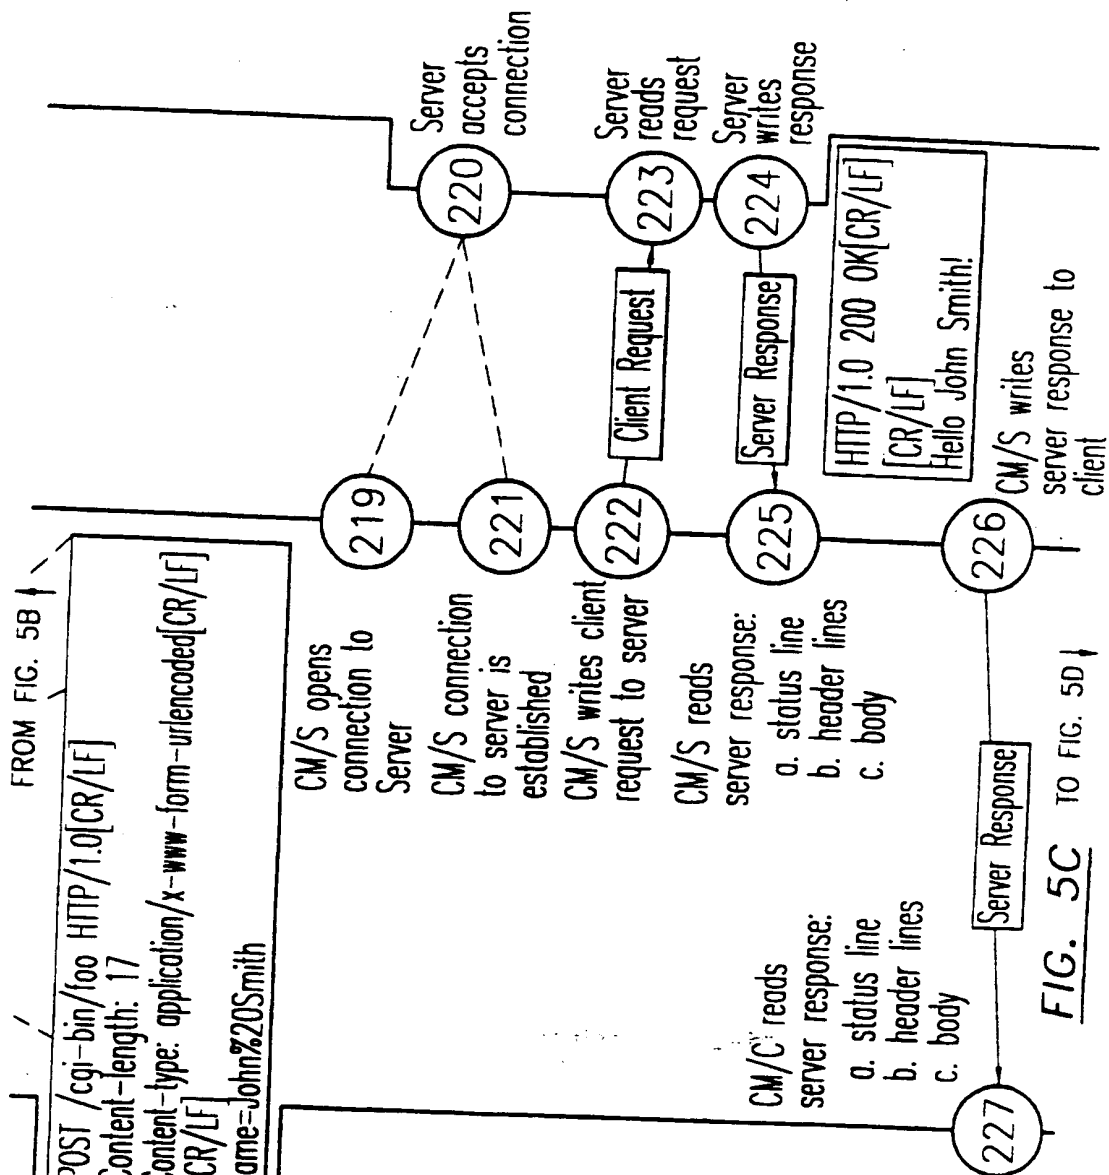 FROM FIG. 5B
POST /cgi-bin/foo HTTP/1.0[CR/LF]
Content-length: 17
Content-type: application/x-www-form-urlencoded[CR/LF]
CR/LF]
ame=John%20Smith
219
CM/S opens
connection to
Server
220
Server
accepts
connection
221
CM/S connection
to server is
established
222
CM/S writes client
request to server
Client Request
223
Server
reads
request
224
Server
writes
response
Server Response
225
CM/S reads
server response:
a. status line
b. header lines
c. body
HTTP/1.0 200 OK[CR/LF]
[CR/LF]
Hello John Smith!
226
CM/S writes
server response to
client
Server Response
227
CM/C reads
server response:
a. status line
b. header lines
c. body
FIG. 5C
TO FIG. 5D